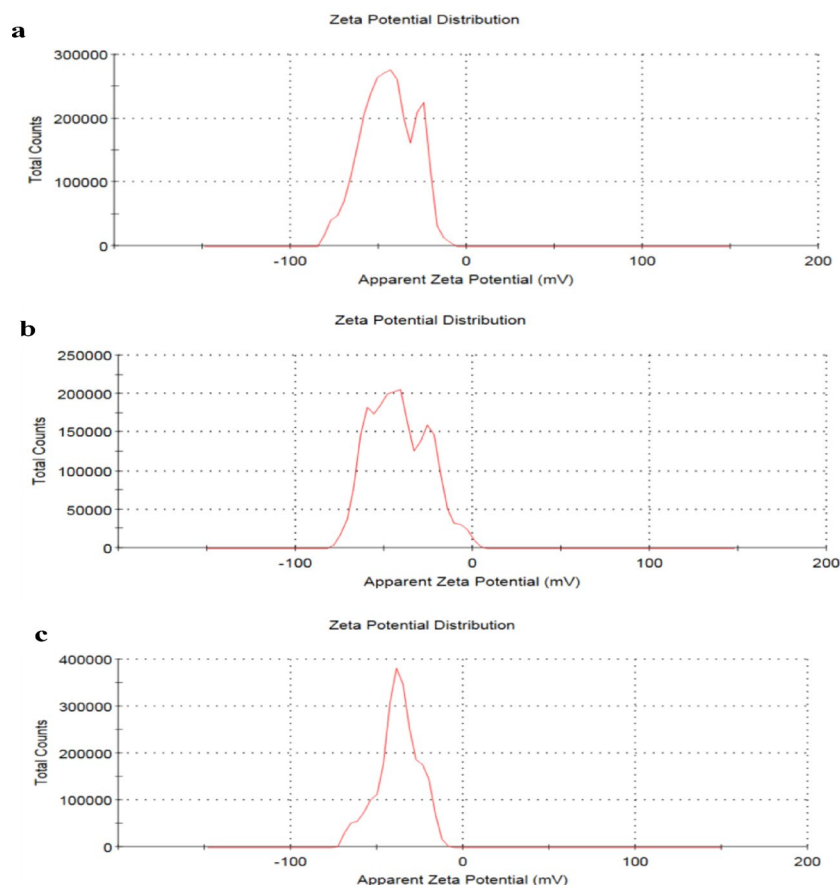 a
Zeta Potential Distribution
300000
200000
100000
0
Total Counts
-100 0 100 200
Apparent Zeta Potential (mV)
b
Zeta Potential Distribution
250000
200000
150000
100000
50000
0
Total Counts
-100 0 100 200
Apparent Zeta Potential (mV)
c
Zeta Potential Distribution
400000
300000
200000
100000
0
Total Counts
-100 0 100 200
Apparent Zeta Potential (mV)